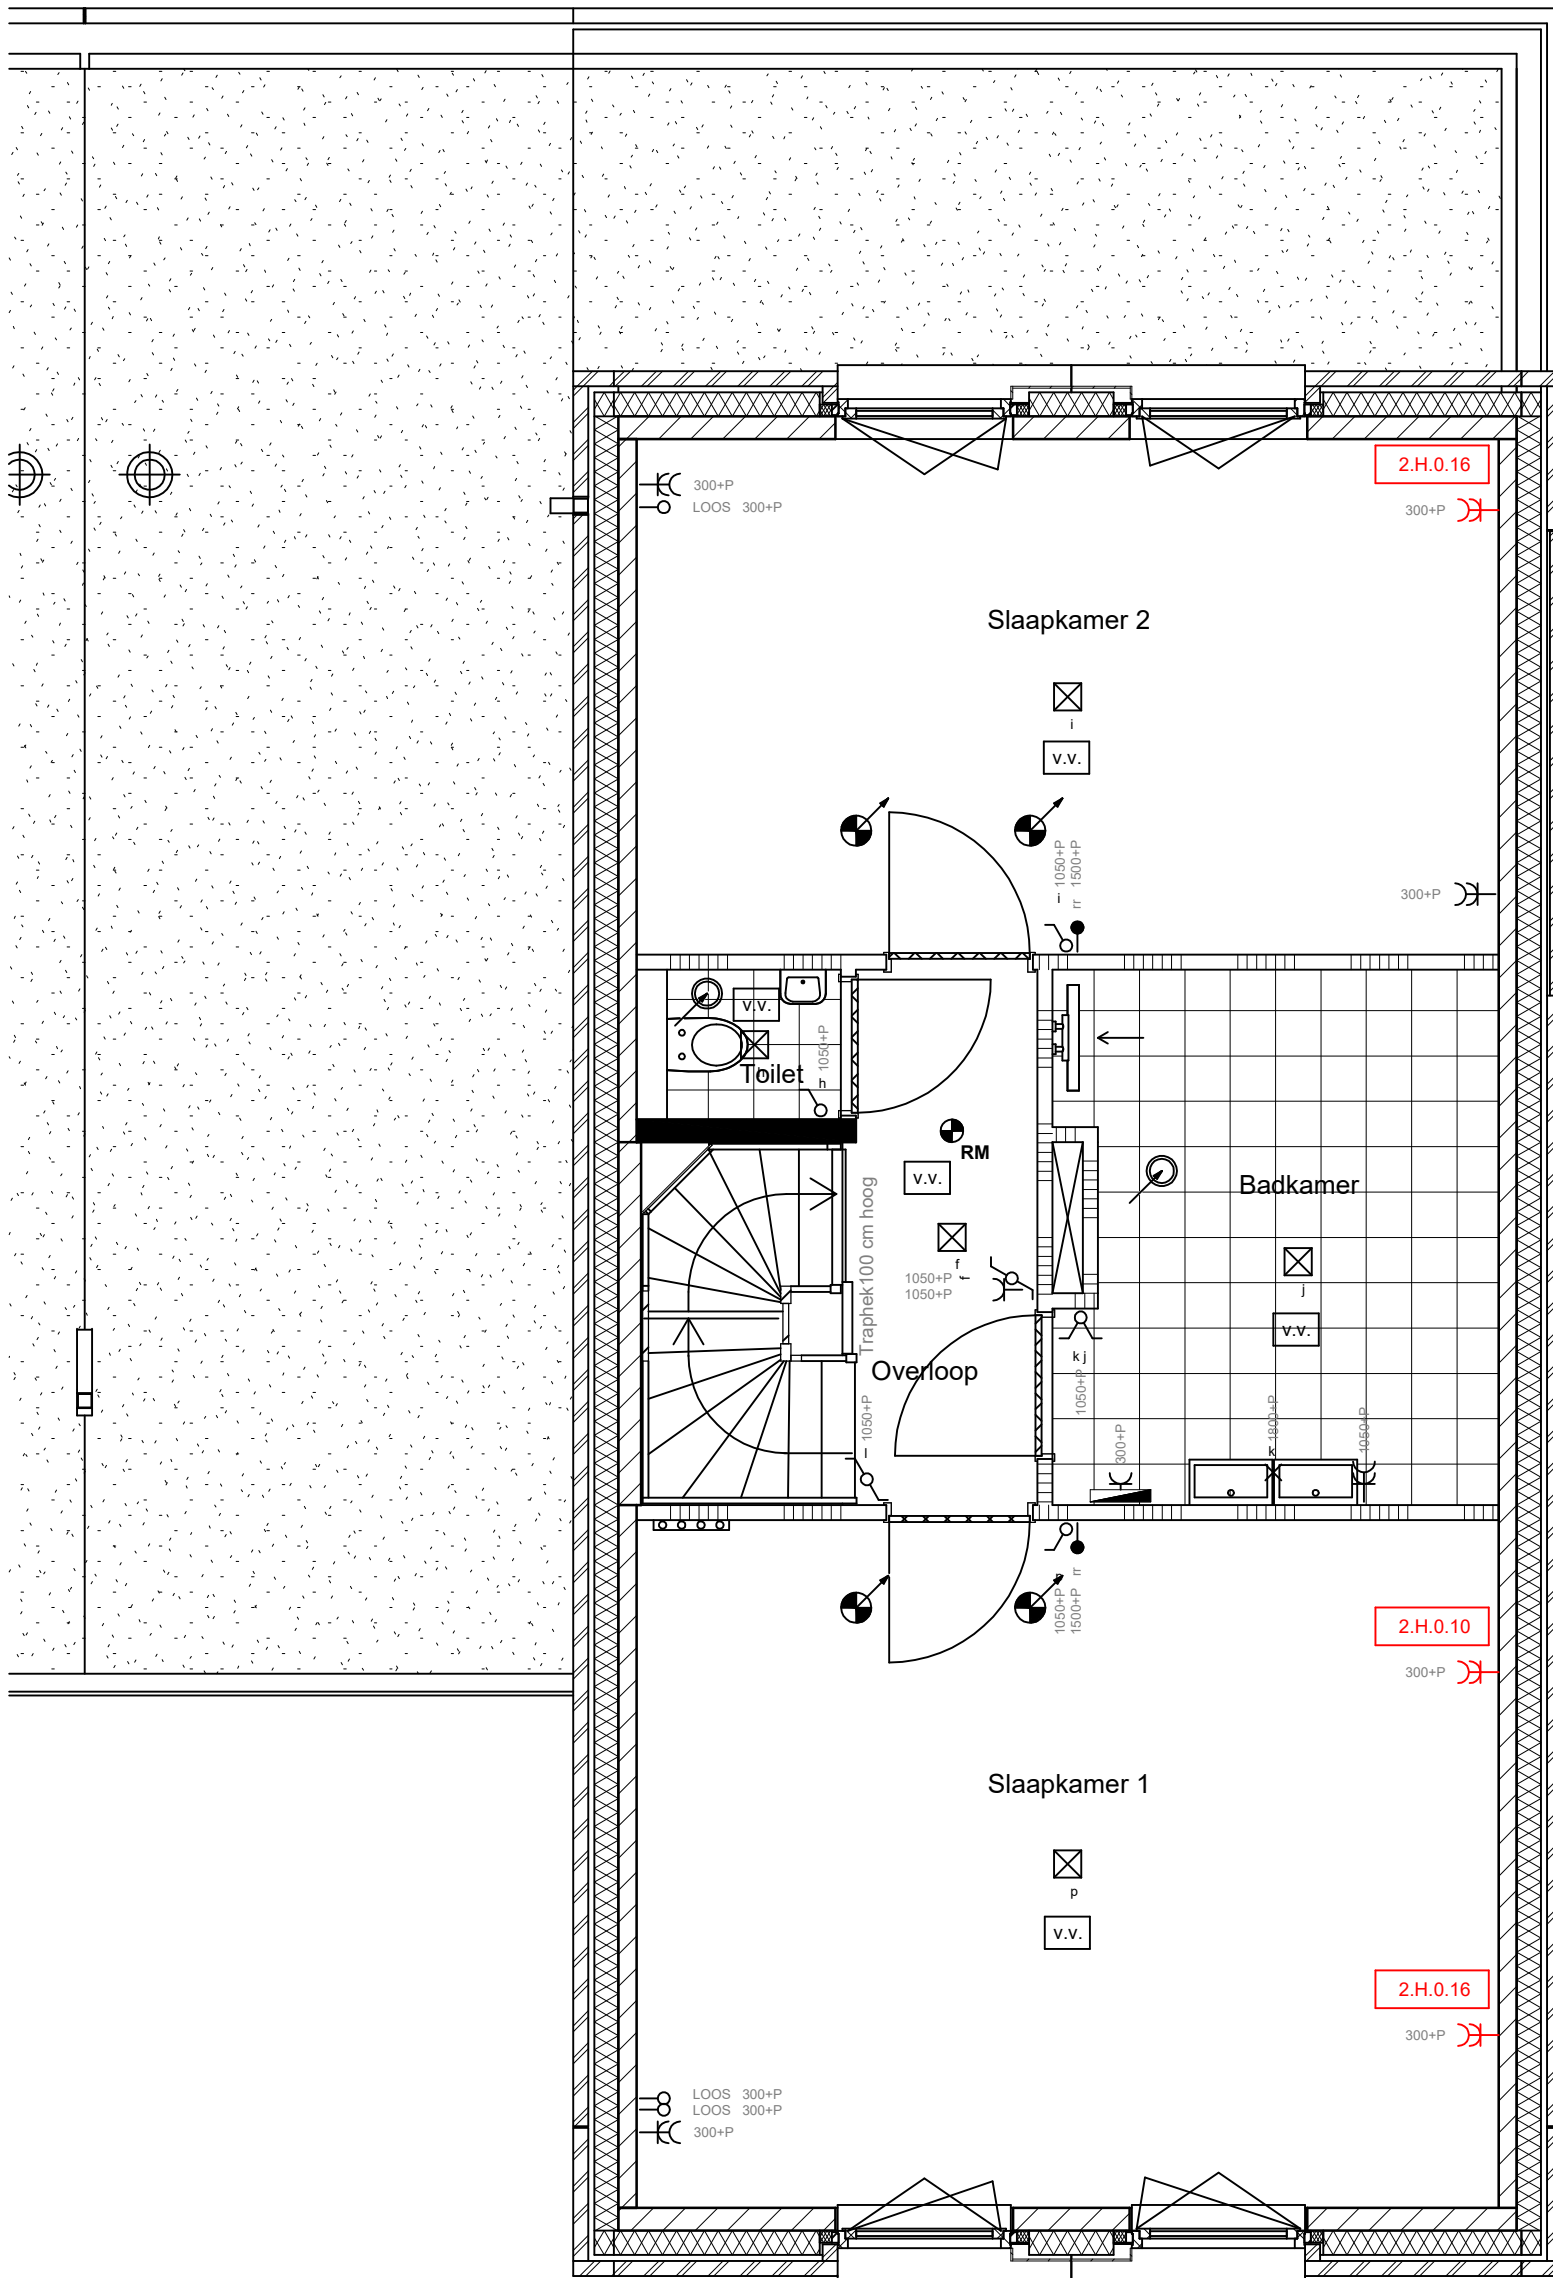 2.H.0.16
300+P
LOOS 300+P
300+P
Slaapkamer 2
i
v.v.
i 1050+P
rr 1500+P
300+P
v.v.
h
Toilet
h 1050+P
RM
v.v.
Traphek100 cm hoog
Badkamer
f
1050+P f
1050+P
j
v.v.
k j
1050+P
Overloop
l 1050+P
300+P
k 1800+P
1050+P
1050+P p
1500+P rr
2.H.0.10
300+P
Slaapkamer 1
p
v.v.
2.H.0.16
300+P
LOOS 300+P
LOOS 300+P
300+P